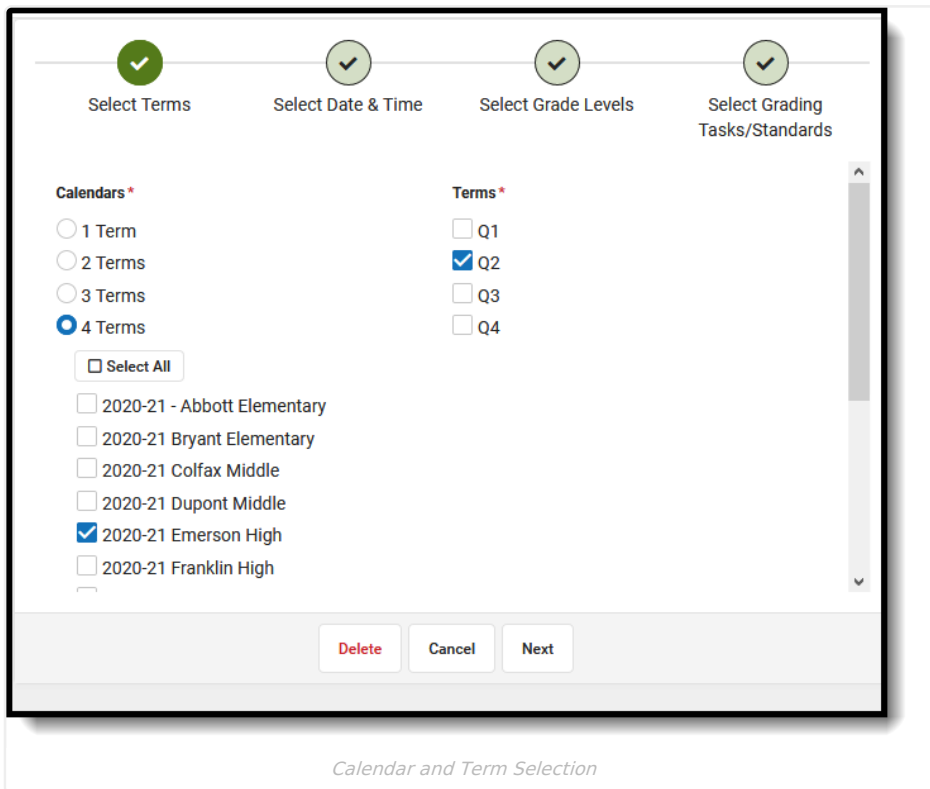 Select Terms
Select Date & Time
Select Grade Levels
Select Grading
Tasks/Standards
Calendars *
1 Term
2 Terms
3 Terms
4 Terms
Select All
2020-21 - Abbott Elementary
2020-21 Bryant Elementary
2020-21 Colfax Middle
2020-21 Dupont Middle
2020-21 Emerson High
2020-21 Franklin High
Terms *
Q1
Q2
Q3
Q4
Delete
Cancel
Next
Calendar and Term Selection